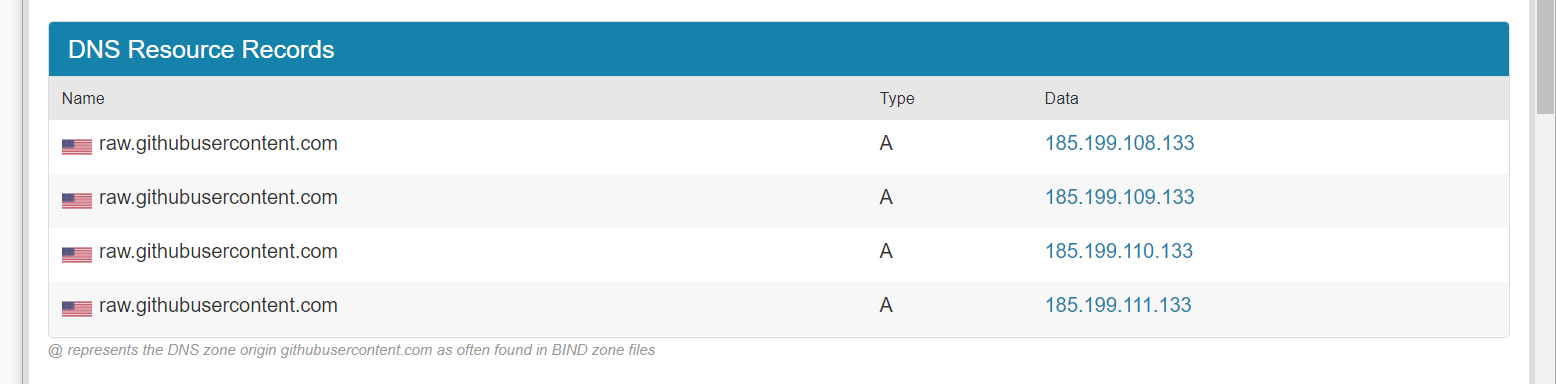 DNS Resource Records
Name Type Data
raw.githubusercontent.com A 185.199.108.133
raw.githubusercontent.com A 185.199.109.133
raw.githubusercontent.com A 185.199.110.133
raw.githubusercontent.com A 185.199.111.133
@ represents the DNS zone origin githubusercontent.com as often found in BIND zone files